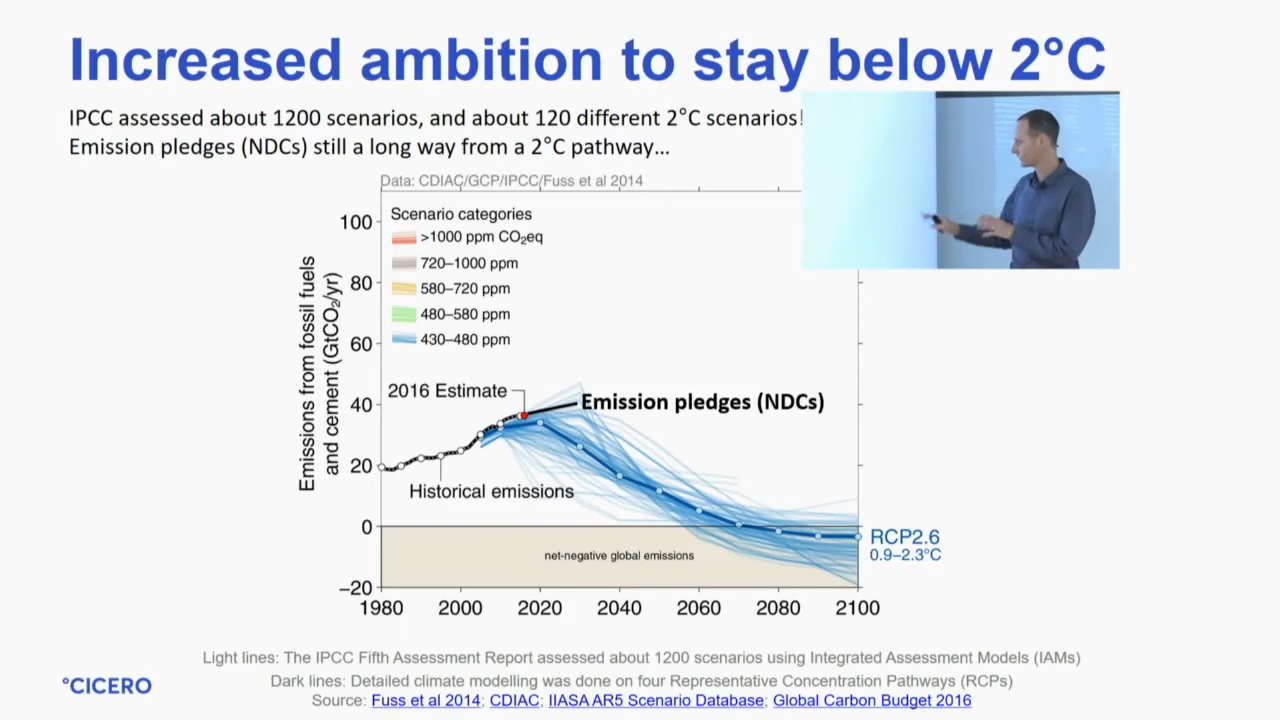 Increased ambition to stay below 2°C
IPCC assessed about 1200 scenarios, and about 120 different 2°C scenarios!
Emission pledges (NDCs) still a long way from a 2°C pathway…
Data: CDIAC/GCP/IPCC/Fuss et al 2014
Scenario categories
>1000 ppm CO₂eq
720–1000 ppm
580–720 ppm
480–580 ppm
430–480 ppm
Emissions from fossil fuels
and cement (GtCO₂/yr)
100
80
60
40
20
0
−20
2016 Estimate
Emission pledges (NDCs)
Historical emissions
net-negative global emissions
RCP2.6
0.9–2.3°C
1980 2000 2020 2040 2060 2080 2100
Light lines: The IPCC Fifth Assessment Report assessed about 1200 scenarios using Integrated Assessment Models (IAMs)
Dark lines: Detailed climate modelling was done on four Representative Concentration Pathways (RCPs)
Source: Fuss et al 2014; CDIAC; IIASA AR5 Scenario Database; Global Carbon Budget 2016
°CICERO